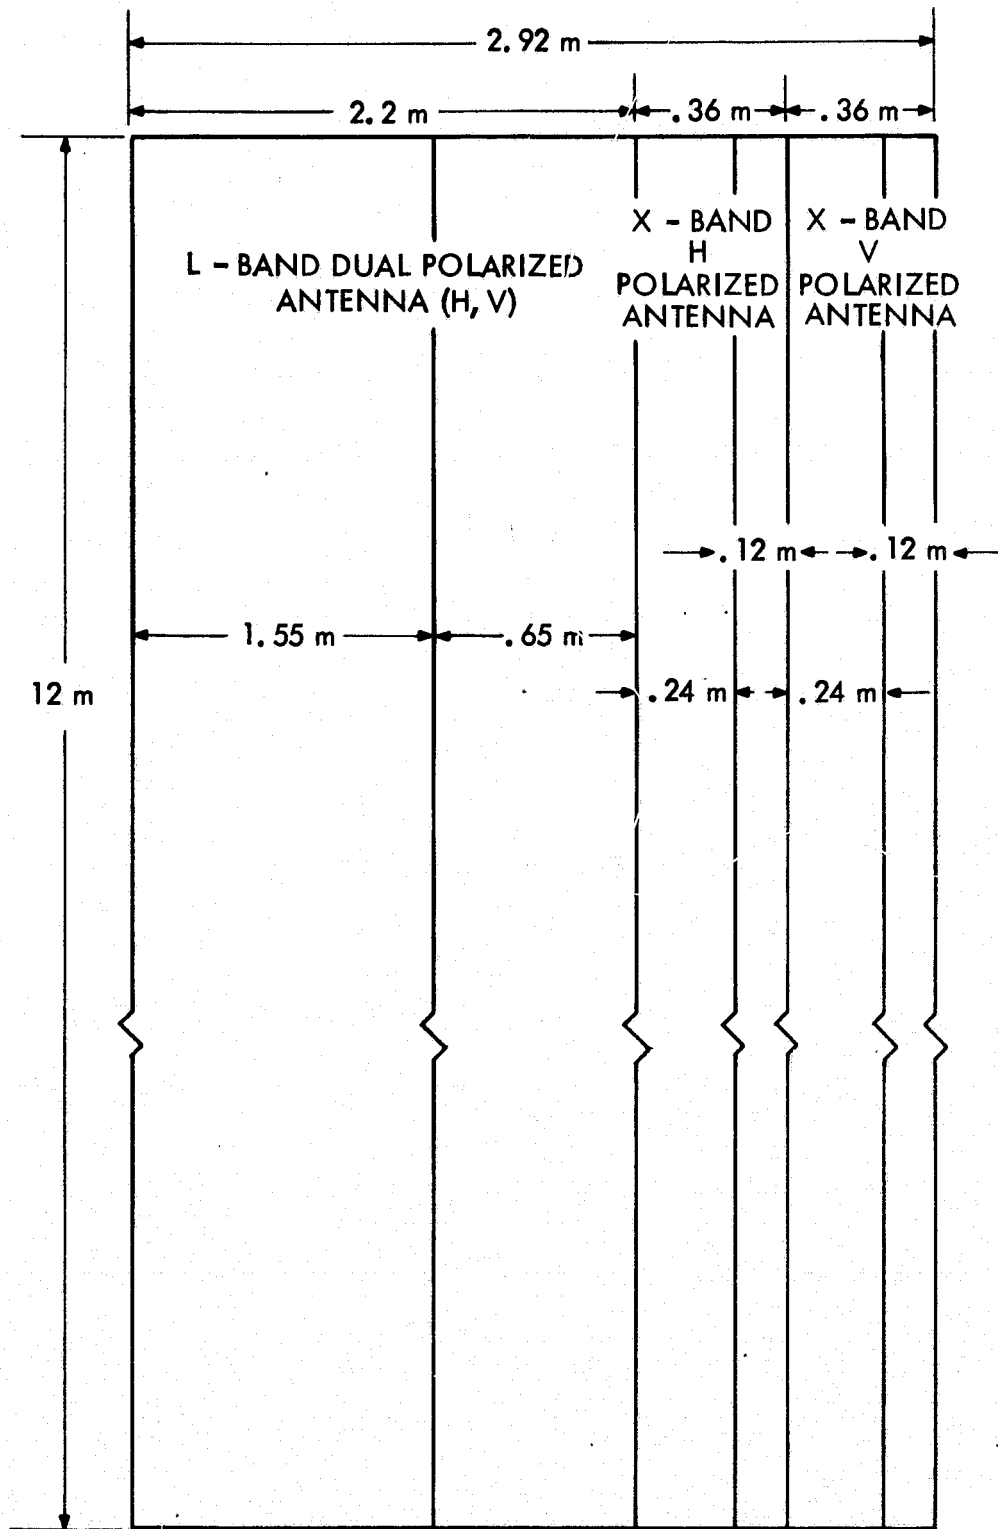 2.92 m
2.2 m
.36 m
.36 m
L - BAND DUAL POLARIZED
ANTENNA (H, V)
X - BAND
H
POLARIZED
ANTENNA
X - BAND
V
POLARIZED
ANTENNA
.12 m
.12 m
1.55 m
.65 m
12 m
.24 m
.24 m